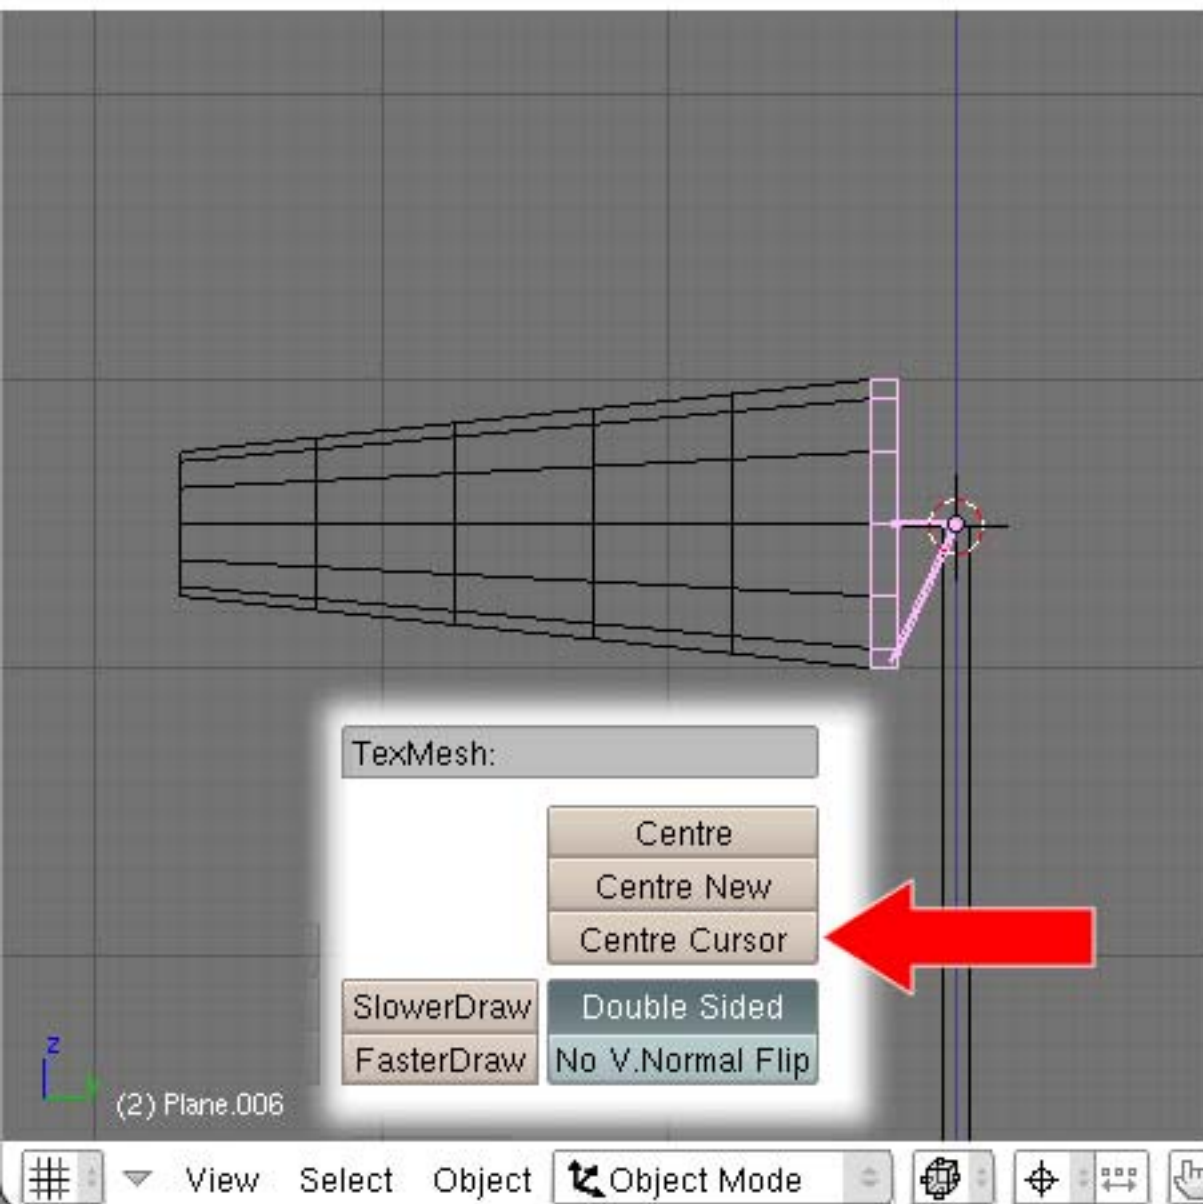 TexMesh:
Centre
Centre New
Centre Cursor
SlowerDraw Double Sided
FasterDraw No V.Normal Flip
z
y
(2) Plane.006
View Select Object Object Mode